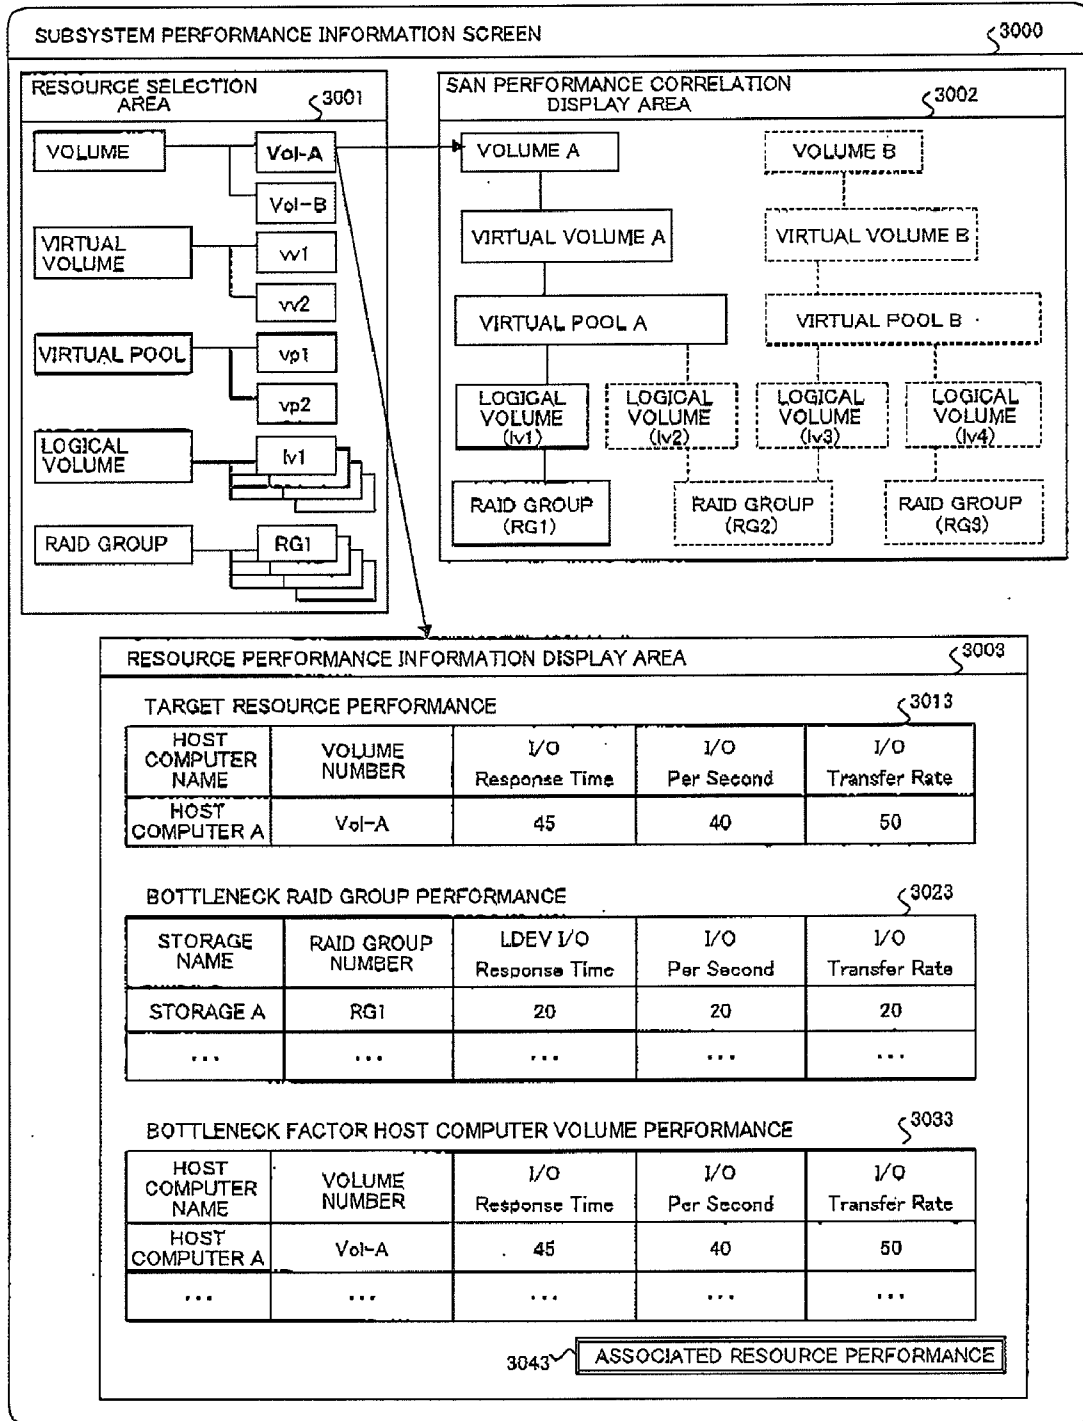 SUBSYSTEM PERFORMANCE INFORMATION SCREEN
3000
RESOURCE SELECTION
AREA
3001
VOLUME
Vol-A
Vol-B
VIRTUAL
VOLUME
vv1
vv2
VIRTUAL POOL
vp1
vp2
LOGICAL
VOLUME
lv1
RAID GROUP
RG1
SAN PERFORMANCE CORRELATION
DISPLAY AREA
3002
VOLUME A
VOLUME B
VIRTUAL VOLUME A
VIRTUAL VOLUME B
VIRTUAL POOL A
VIRTUAL POOL B
LOGICAL
VOLUME
(lv1)
LOGICAL
VOLUME
(lv2)
LOGICAL
VOLUME
(lv3)
LOGICAL
VOLUME
(lv4)
RAID GROUP
(RG1)
RAID GROUP
(RG2)
RAID GROUP
(RG3)
RESOURCE PERFORMANCE INFORMATION DISPLAY AREA
3003
TARGET RESOURCE PERFORMANCE
3013
HOST
COMPUTER
NAME
VOLUME
NUMBER
I/O
Response Time
I/O
Per Second
I/O
Transfer Rate
HOST
COMPUTER A
Vol-A
45
40
50
BOTTLENECK RAID GROUP PERFORMANCE
3023
STORAGE
NAME
RAID GROUP
NUMBER
LDEV I/O
Response Time
I/O
Per Second
I/O
Transfer Rate
STORAGE A
RG1
20
20
20
...
...
...
...
...
BOTTLENECK FACTOR HOST COMPUTER VOLUME PERFORMANCE
3033
HOST
COMPUTER
NAME
VOLUME
NUMBER
I/O
Response Time
I/O
Per Second
I/O
Transfer Rate
HOST
COMPUTER A
Vol-A
45
40
50
...
...
...
...
...
3043
ASSOCIATED RESOURCE PERFORMANCE